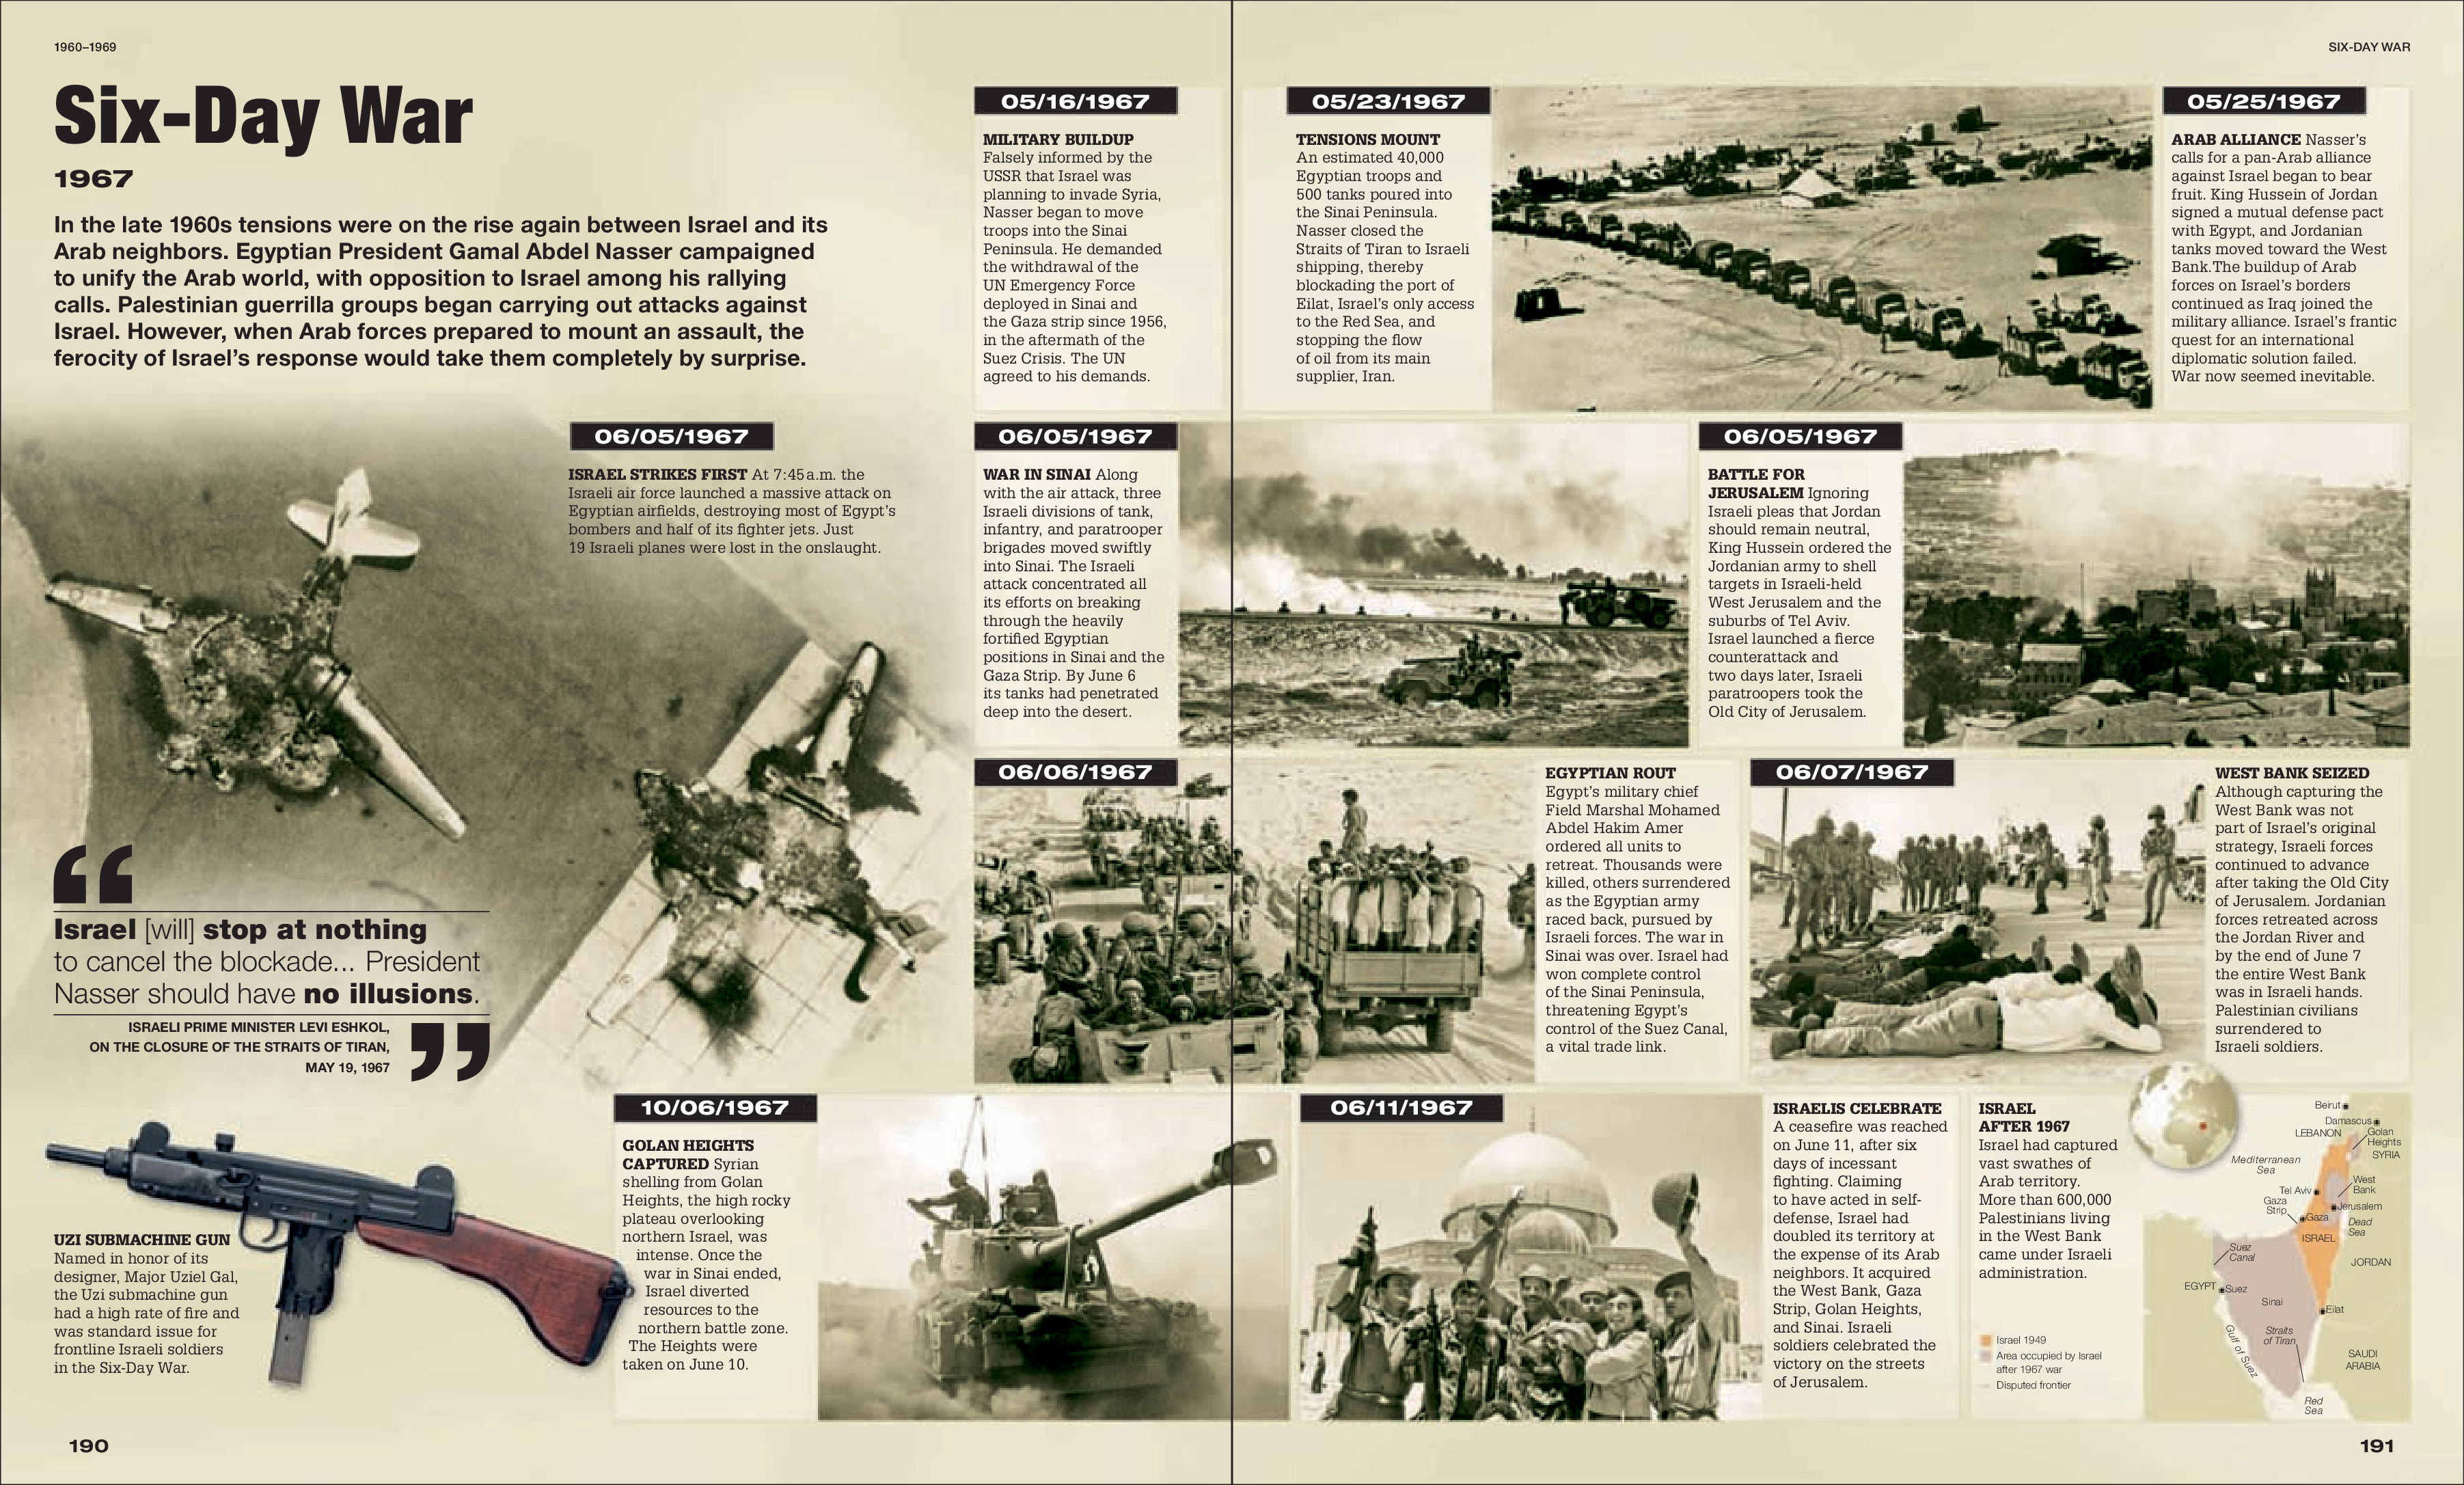 1960–1969
SIX-DAY WAR
Six-Day War
1967
In the late 1960s tensions were on the rise again between Israel and its
Arab neighbors. Egyptian President Gamal Abdel Nasser campaigned
to unify the Arab world, with opposition to Israel among his rallying
calls. Palestinian guerrilla groups began carrying out attacks against
Israel. However, when Arab forces prepared to mount an assault, the
ferocity of Israel's response would take them completely by surprise.
05/16/1967
MILITARY BUILDUP
Falsely informed by the
USSR that Israel was
planning to invade Syria,
Nasser began to move
troops into the Sinai
Peninsula. He demanded
the withdrawal of the
UN Emergency Force
deployed in Sinai and
the Gaza strip since 1956,
in the aftermath of the
Suez Crisis. The UN
agreed to his demands.
05/23/1967
TENSIONS MOUNT
An estimated 40,000
Egyptian troops and
500 tanks poured into
the Sinai Peninsula.
Nasser closed the
Straits of Tiran to Israeli
shipping, thereby
blockading the port of
Eilat, Israel's only access
to the Red Sea, and
stopping the flow
of oil from its main
supplier, Iran.
05/25/1967
ARAB ALLIANCE Nasser's
calls for a pan-Arab alliance
against Israel began to bear
fruit. King Hussein of Jordan
signed a mutual defense pact
with Egypt, and Jordanian
tanks moved toward the West
Bank.The buildup of Arab
forces on Israel's borders
continued as Iraq joined the
military alliance. Israel's frantic
quest for an international
diplomatic solution failed.
War now seemed inevitable.
06/05/1967
ISRAEL STRIKES FIRST At 7:45 a.m. the
Israeli air force launched a massive attack on
Egyptian airfields, destroying most of Egypt's
bombers and half of its fighter jets. Just
19 Israeli planes were lost in the onslaught.
06/05/1967
WAR IN SINAI Along
with the air attack, three
Israeli divisions of tank,
infantry, and paratrooper
brigades moved swiftly
into Sinai. The Israeli
attack concentrated all
its efforts on breaking
through the heavily
fortified Egyptian
positions in Sinai and the
Gaza Strip. By June 6
its tanks had penetrated
deep into the desert.
06/05/1967
BATTLE FOR
JERUSALEM Ignoring
Israeli pleas that Jordan
should remain neutral,
King Hussein ordered the
Jordanian army to shell
targets in Israeli-held
West Jerusalem and the
suburbs of Tel Aviv.
Israel launched a fierce
counterattack and
two days later, Israeli
paratroopers took the
Old City of Jerusalem.
“
Israel [will] stop at nothing
to cancel the blockade... President
Nasser should have no illusions.
ISRAELI PRIME MINISTER LEVI ESHKOL,
ON THE CLOSURE OF THE STRAITS OF TIRAN,
MAY 19, 1967
”
06/06/1967
EGYPTIAN ROUT
Egypt's military chief
Field Marshal Mohamed
Abdel Hakim Amer
ordered all units to
retreat. Thousands were
killed, others surrendered
as the Egyptian army
raced back, pursued by
Israeli forces. The war in
Sinai was over. Israel had
won complete control
of the Sinai Peninsula,
threatening Egypt's
control of the Suez Canal,
a vital trade link.
06/07/1967
WEST BANK SEIZED
Although capturing the
West Bank was not
part of Israel's original
strategy, Israeli forces
continued to advance
after taking the Old City
of Jerusalem. Jordanian
forces retreated across
the Jordan River and
by the end of June 7
the entire West Bank
was in Israeli hands.
Palestinian civilians
surrendered to
Israeli soldiers.
UZI SUBMACHINE GUN
Named in honor of its
designer, Major Uziel Gal,
the Uzi submachine gun
had a high rate of fire and
was standard issue for
frontline Israeli soldiers
in the Six-Day War.
10/06/1967
GOLAN HEIGHTS
CAPTURED Syrian
shelling from Golan
Heights, the high rocky
plateau overlooking
northern Israel, was
intense. Once the
war in Sinai ended,
Israel diverted
resources to the
northern battle zone.
The Heights were
taken on June 10.
06/11/1967
ISRAELIS CELEBRATE
A ceasefire was reached
on June 11, after six
days of incessant
fighting. Claiming
to have acted in self-
defense, Israel had
doubled its territory at
the expense of its Arab
neighbors. It acquired
the West Bank, Gaza
Strip, Golan Heights,
and Sinai. Israeli
soldiers celebrated the
victory on the streets
of Jerusalem.
ISRAEL
AFTER 1967
Israel had captured
vast swathes of
Arab territory.
More than 600,000
Palestinians living
in the West Bank
came under Israeli
administration.
Israel 1949
Area occupied by Israel
after 1967 war
Disputed frontier
Beirut
Damascus
LEBANON
Golan
Heights
SYRIA
Mediterranean
Sea
West
Bank
Tel Aviv
Gaza
Strip
Jerusalem
Gaza
Dead
Sea
ISRAEL
Suez
Canal
JORDAN
EGYPT
Suez
Sinai
Eilat
Straits
of Tiran
Gulf of Suez
SAUDI
ARABIA
Red
Sea
190
191